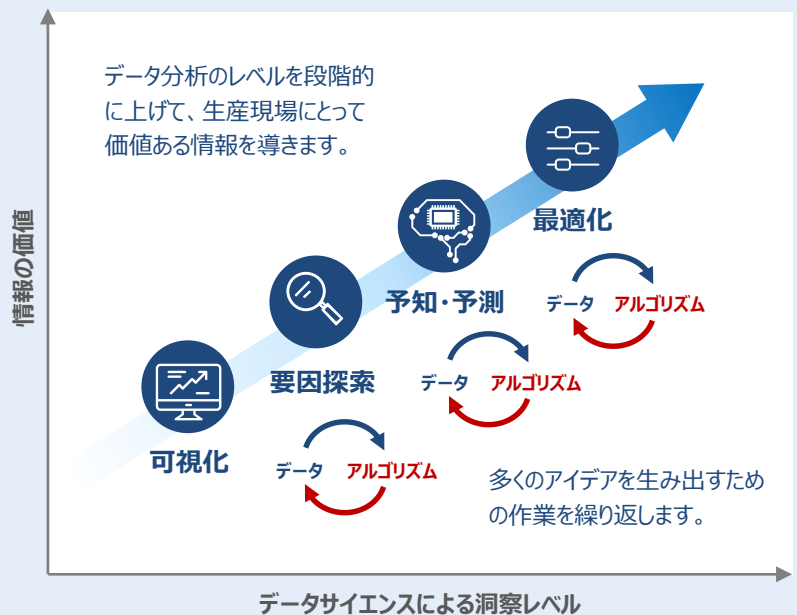 データ分析のレベルを段階的
に上げて、生産現場にとって
価値ある情報を導きます。
最適化
予知・予測
データ アルゴリズム
要因探索
データ アルゴリズム
可視化
データ アルゴリズム
多くのアイデアを生み出すため
の作業を繰り返します。
情報の価値
データサイエンスによる洞察レベル